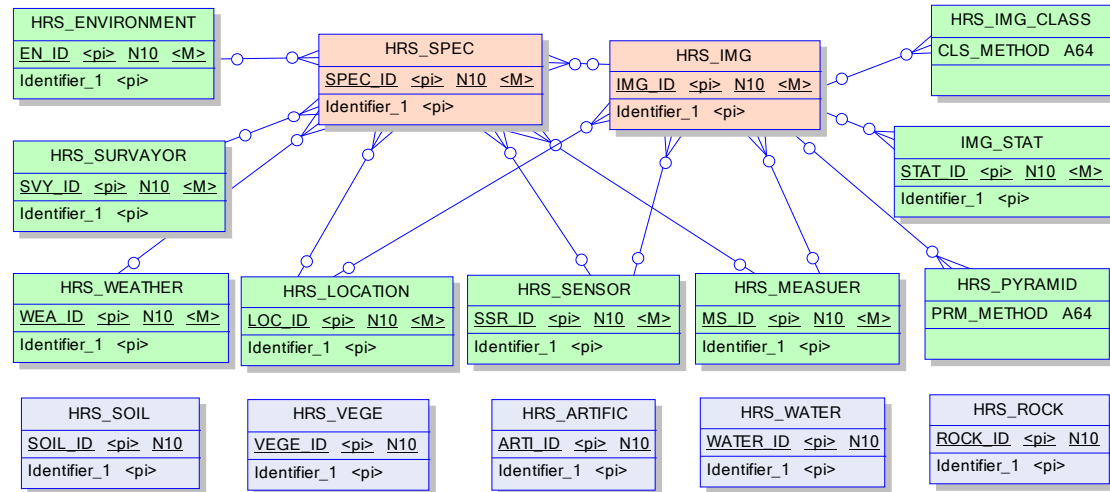 HRS_ENVIRONMENT
EN_ID <pi> N10 <M>
Identifier_1 <pi>
HRS_SPEC
SPEC_ID <pi> N10 <M>
Identifier_1 <pi>
HRS_IMG
IMG_ID <pi> N10 <M>
Identifier_1 <pi>
HRS_IMG_CLASS
CLS_METHOD A64
HRS_SURVAYOR
SVY_ID <pi> N10 <M>
Identifier_1 <pi>
IMG_STAT
STAT_ID <pi> N10 <M>
Identifier_1 <pi>
HRS_WEATHER
WEA_ID <pi> N10 <M>
Identifier_1 <pi>
HRS_LOCATION
LOC_ID <pi> N10 <M>
Identifier_1 <pi>
HRS_SENSOR
SSR_ID <pi> N10 <M>
Identifier_1 <pi>
HRS_MEASUER
MS_ID <pi> N10 <M>
Identifier_1 <pi>
HRS_PYRAMID
PRM_METHOD A64
HRS_SOIL
SOIL_ID <pi> N10
Identifier_1 <pi>
HRS_VEGE
VEGE_ID <pi> N10
Identifier_1 <pi>
HRS_ARTIFIC
ARTI_ID <pi> N10
Identifier_1 <pi>
HRS_WATER
WATER_ID <pi> N10
Identifier_1 <pi>
HRS_ROCK
ROCK_ID <pi> N10
Identifier_1 <pi>